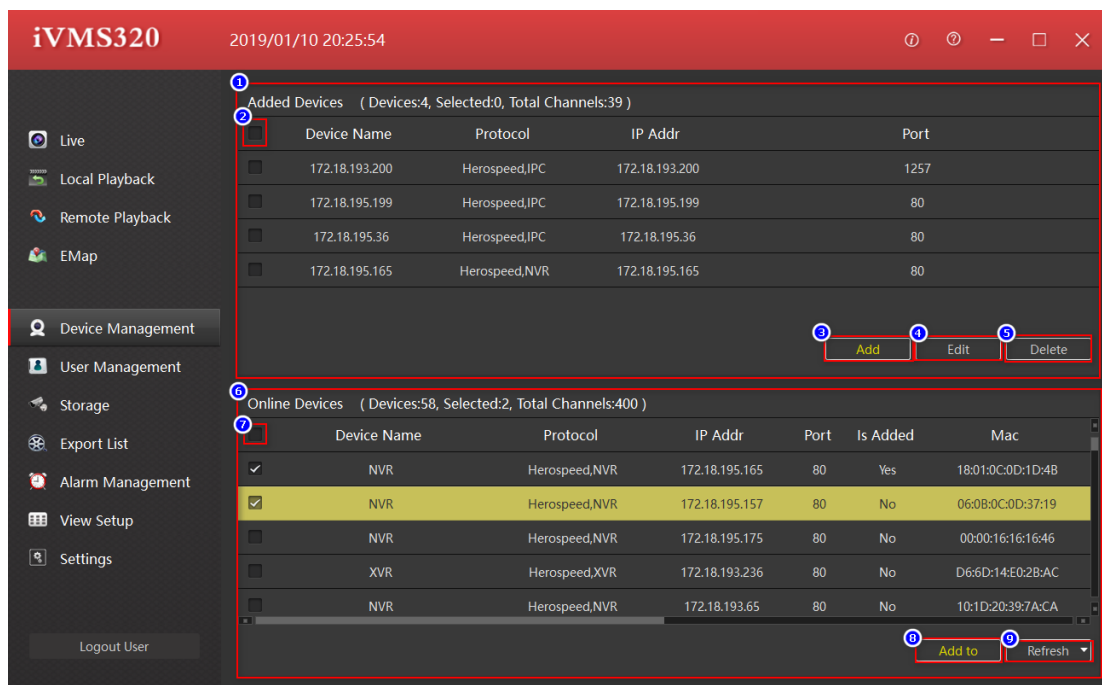 iVMS320 2019/01/10 20:25:54
Live
Local Playback
Remote Playback
EMap
Device Management
User Management
Storage
Export List
Alarm Management
View Setup
Settings
Logout User
1
Added Devices ( Devices:4, Selected:0, Total Channels:39 )
2
Device Name Protocol IP Addr Port
172.18.193.200 Herospeed,IPC 172.18.193.200 1257
172.18.195.199 Herospeed,IPC 172.18.195.199 80
172.18.195.36 Herospeed,IPC 172.18.195.36 80
172.18.195.165 Herospeed,NVR 172.18.195.165 80
3 4 5
Add Edit Delete
6
Online Devices ( Devices:58, Selected:2, Total Channels:400 )
7
Device Name Protocol IP Addr Port Is Added Mac
NVR Herospeed,NVR 172.18.195.165 80 Yes 18:01:0C:0D:1D:4B
NVR Herospeed,NVR 172.18.195.157 80 No 06:0B:0C:0D:37:19
NVR Herospeed,NVR 172.18.195.175 80 No 00:00:16:16:16:46
XVR Herospeed,XVR 172.18.193.236 80 No D6:6D:14:E0:2B:AC
NVR Herospeed,NVR 172.18.193.65 80 No 10:1D:20:39:7A:CA
8 9
Add to Refresh